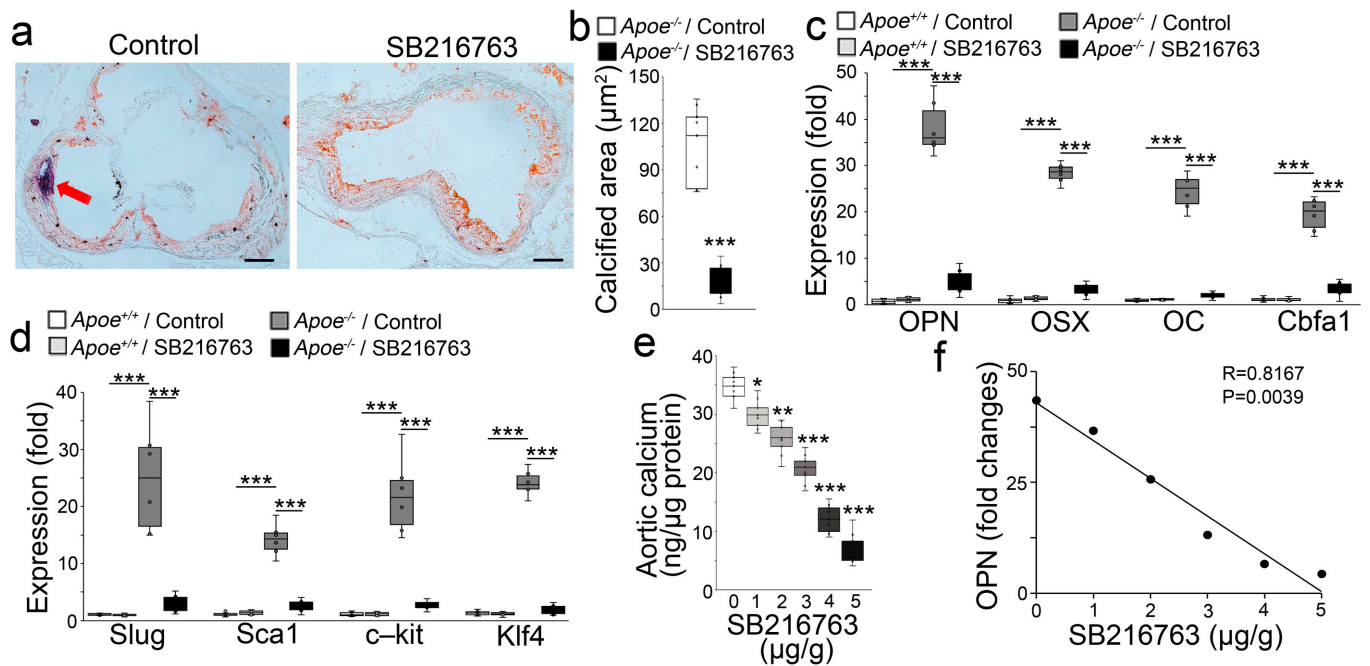 a
Control
SB216763
b
Apoe-/- / Control
Apoe-/- / SB216763
Calcified area (µm²)
150
120
90
60
30
0
***
c
Apoe+/+ / Control
Apoe-/- / Control
Apoe+/+ / SB216763
Apoe-/- / SB216763
Expression (fold)
50
40
30
20
10
0
***
***
***
***
***
***
***
***
OPN
OSX
OC
Cbfa1
d
Apoe+/+ / Control
Apoe-/- / Control
Apoe+/+ / SB216763
Apoe-/- / SB216763
Expression (fold)
40
30
20
10
0
***
***
***
***
***
***
***
***
Slug
Sca1
c–kit
Klf4
e
Aortic calcium
(ng/µg protein)
40
30
20
10
0
*
**
***
***
***
0 1 2 3 4 5
SB216763
(µg/g)
f
OPN (fold changes)
50
25
0
R=0.8167
P=0.0039
0 1 2 3 4 5
SB216763 (µg/g)